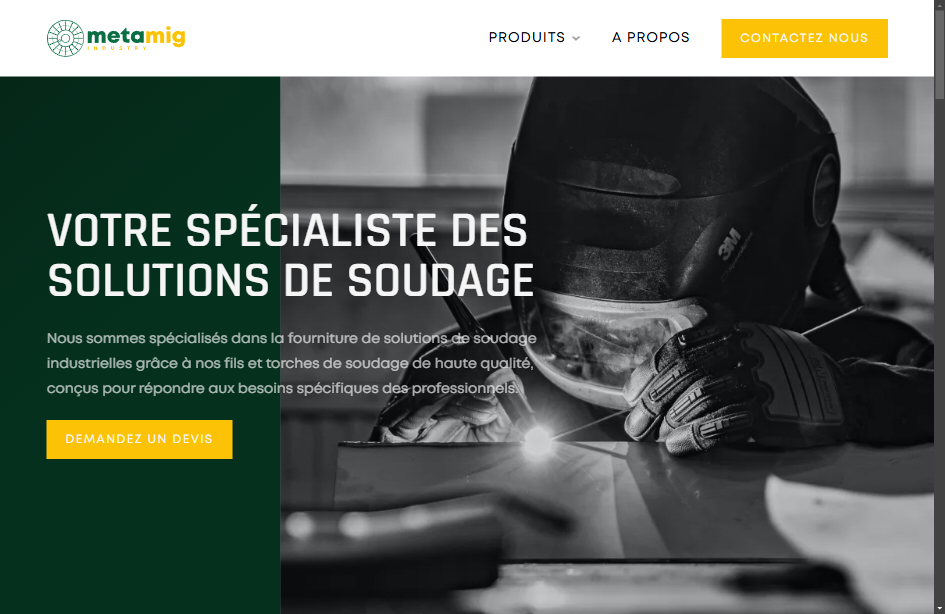 metamig
INDUSTRY
PRODUITS
A PROPOS
CONTACTEZ NOUS
VOTRE SPÉCIALISTE DES
SOLUTIONS DE SOUDAGE
3M
Nous sommes spécialisés dans la fourniture de solutions de soudage
industrielles grâce à nos fils et torches de soudage de haute qualité,
conçus pour répondre aux besoins spécifiques des professionnels.
DEMANDEZ UN DEVIS